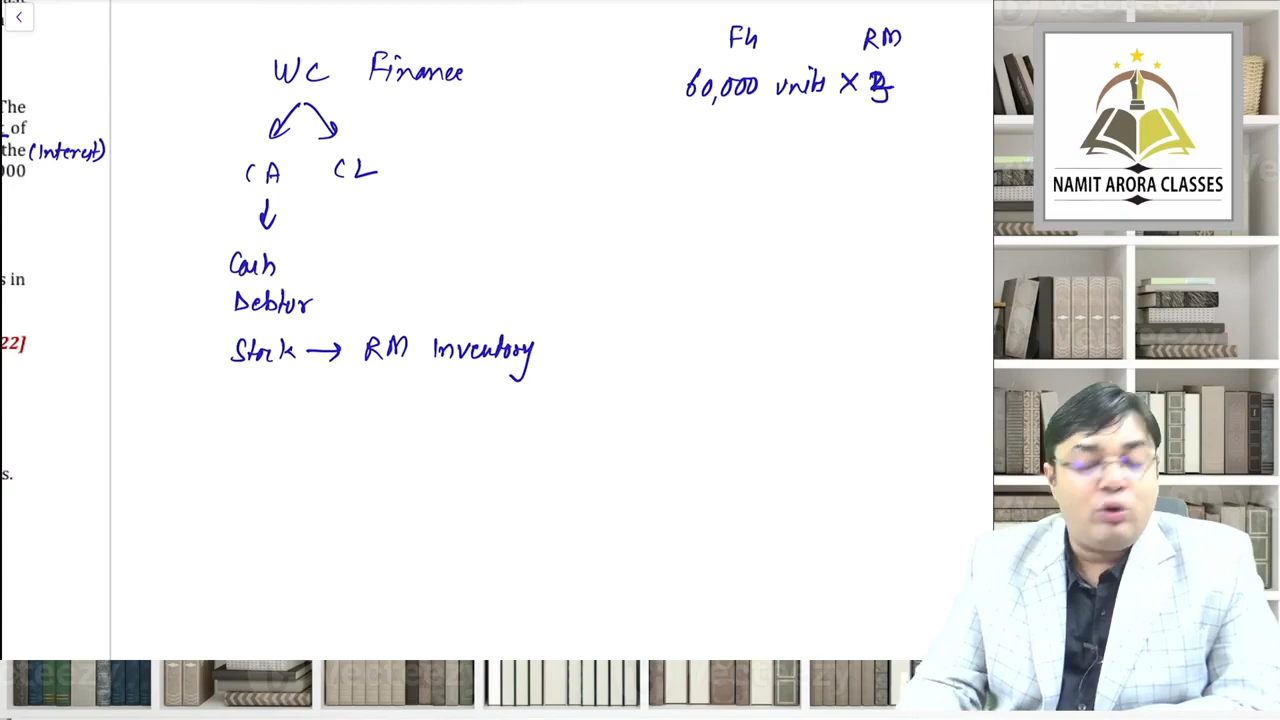 The
of
the (Interest)
000
s in
22]
s.
WC Finance
CA CL
Cash
Debtor
Stock → RM Inventory
RM
60,000 units ×
NAMIT ARORA CLASSES